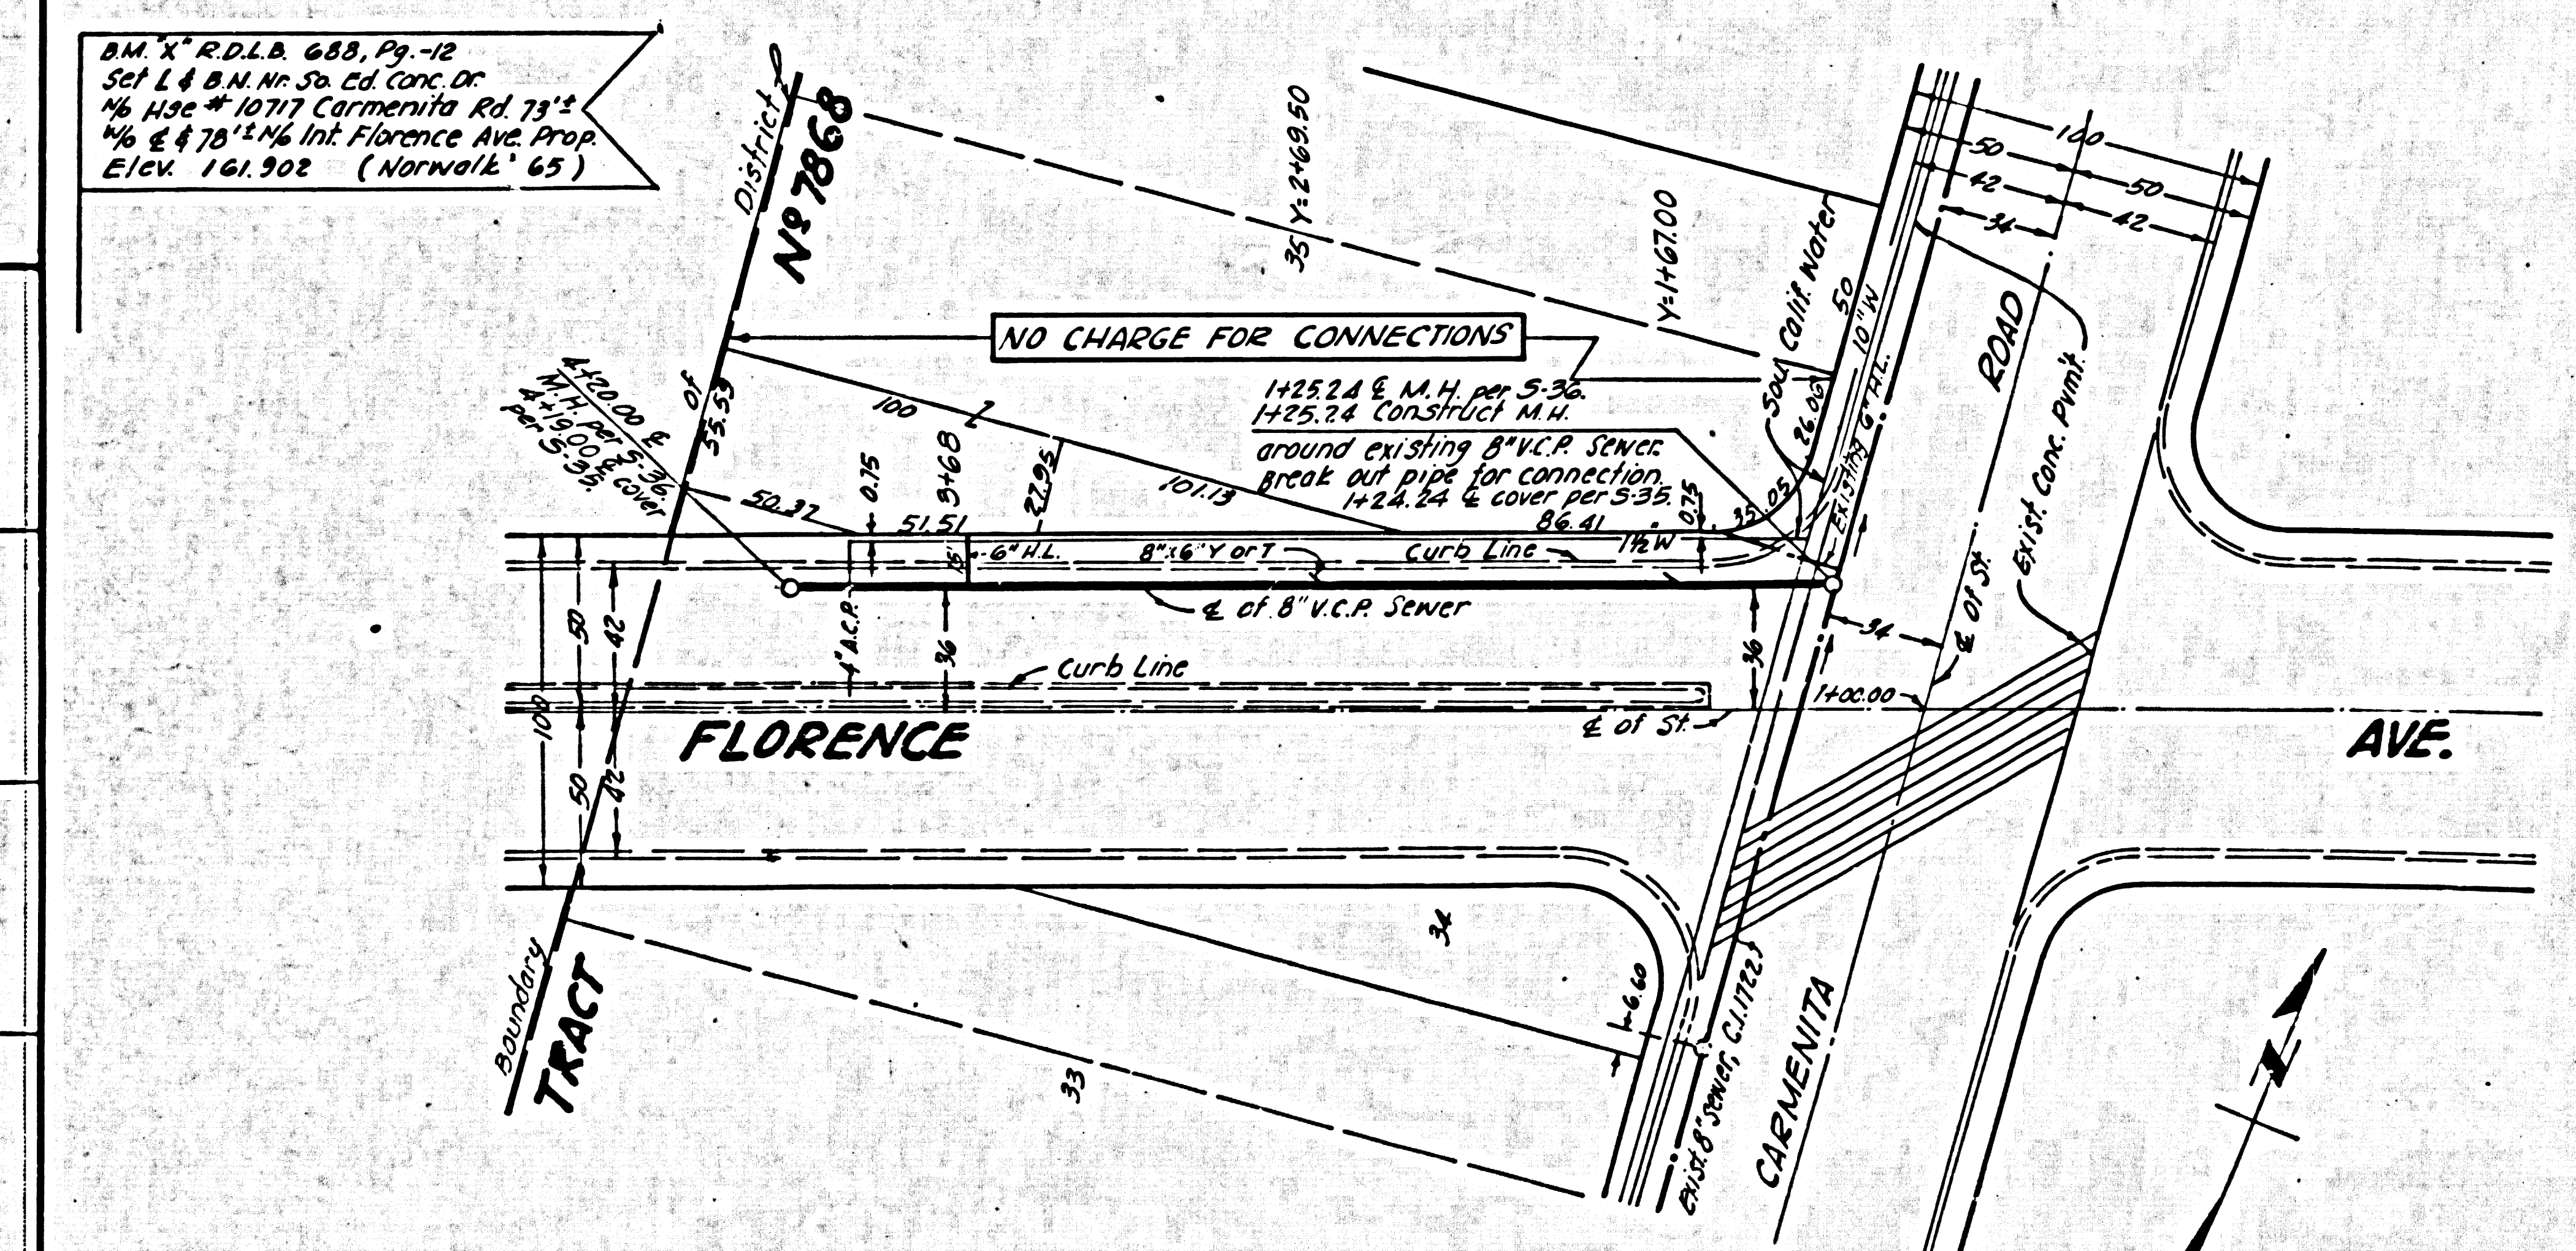 B.M. "X" R.D.L.B. 688, Pg.-12
Set L & B.N. Nr. So. Ed. Conc. Dr.
N/o Hse # 10717 Carmenita Rd. 73'±
W/o ℄ & 78'± N/o Int. Florence Ave. Prop.
Elev. 161.902 (Norwalk '65)
District
Nº 7868
of
55.53
4+20.00 ℄
M.H. per S-36.
4+19.00 ℄ cover
per S-35.
35
Y=2+69.50
Y=1+67.00
NO CHARGE FOR CONNECTIONS
1+25.24 ℄ M.H. per S-36.
1+25.24 Construct M.H.
around existing 8" V.C.P. Sewer.
Break out pipe for connection.
1+24.24 ℄ cover per S-35.
100
101.13
50.37
0.75
3+68
27.95
51.51
86.41
0.75
35.05
26.06
Sou. Calif. Water
50
10" W
Existing 6" H.L.
100
50
50
42
42
34
ROAD
Exist. Conc. Pvm't.
15'
6" H.L.
8"x6" Y or T
Curb Line
1½" W
℄ of 8" V.C.P. Sewer
4" A.C.P.
36
36
34
℄ Of St.
Curb Line
1+00.00
℄ Of St.
100
50
42
50
42
FLORENCE
AVE.
Boundary
TRACT
34
33
6.60
Exist. 8" Sewer, C.I. 1722
CARMENITA
N